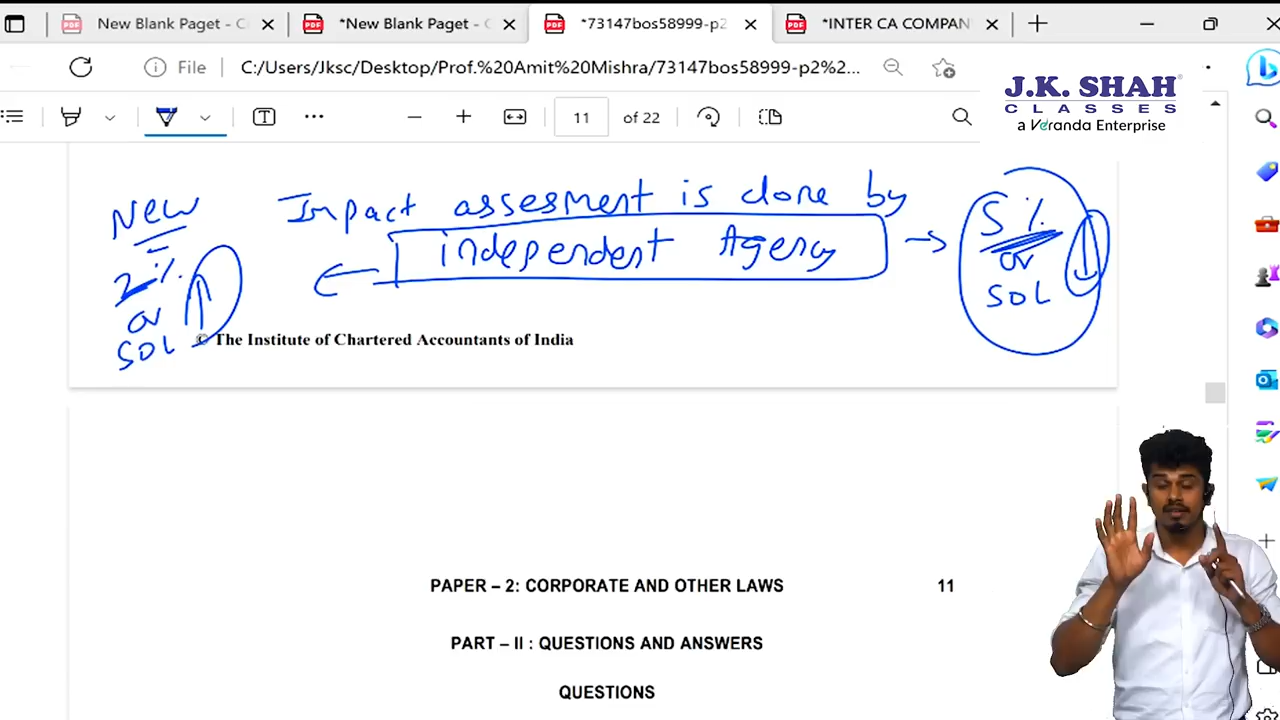 New Blank Paget - C
*New Blank Paget - C
*73147bos58999-p2
*INTER CA COMPAN
File
C:/Users/Jksc/Desktop/Prof.%20Amit%20Mishra/73147bos58999-p2%2...
J.K. SHAH
CLASSES
a Veranda Enterprise
11 of 22
New
2%
or
SOL
↑
Impact assesment is done by
independent Agency
5%
or
SOL
↓
© The Institute of Chartered Accountants of India
PAPER – 2: CORPORATE AND OTHER LAWS 11
PART – II : QUESTIONS AND ANSWERS
QUESTIONS